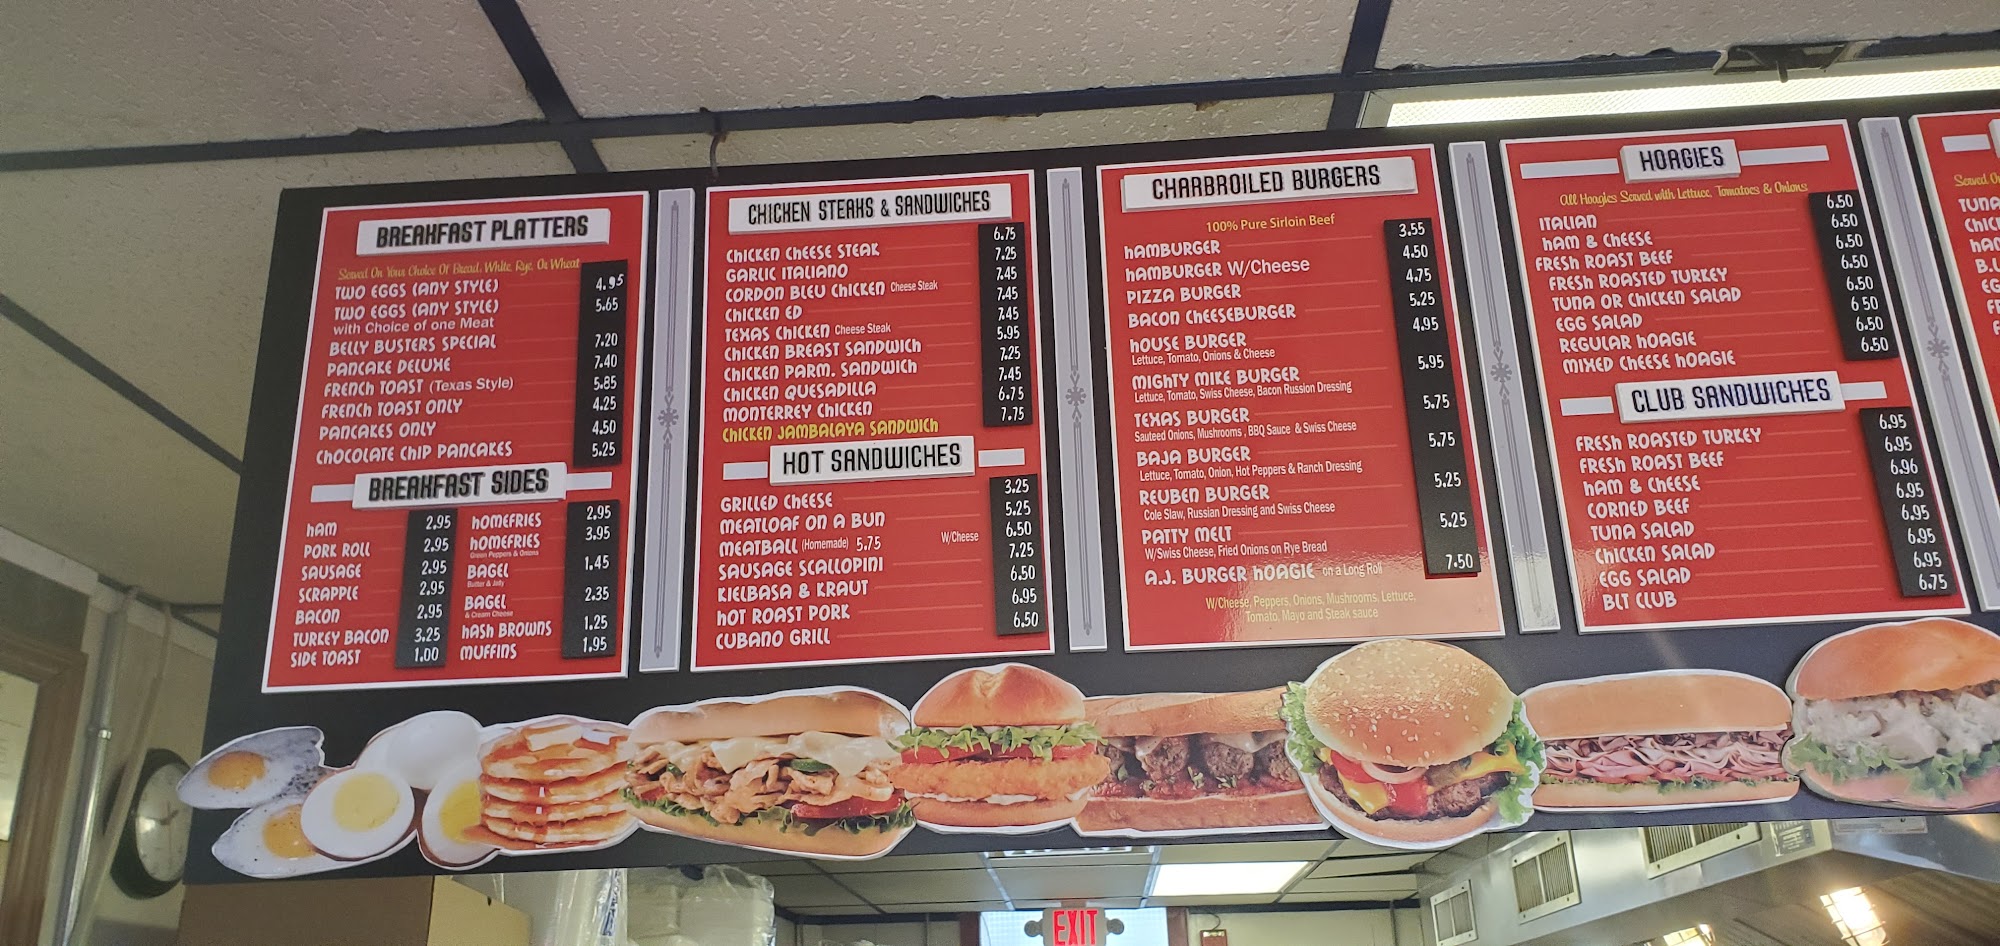 BREAKFAST PLATTERS
Served On Your Choice Of Bread, White, Rye, Or Wheat
TWO EGGS (ANY STYLE) 4.95
TWO EGGS (ANY STYLE) 5.65
with Choice of one Meat
BELLY BUSTERS SPECIAL 7.20
PANCAKE DELUXE 7.40
FRENCH TOAST (Texas Style) 5.85
FRENCH TOAST ONLY 4.25
PANCAKES ONLY 4.50
CHOCOLATE CHIP PANCAKES 5.25
BREAKFAST SIDES
HAM 2.95
PORK ROLL 2.95
SAUSAGE 2.95
SCRAPPLE 2.95
BACON 2.95
TURKEY BACON 3.25
SIDE TOAST 1.00
HOMEFRIES 2.95
HOMEFRIES 3.95
Green Peppers & Onions
BAGEL 1.45
Butter & Jelly
BAGEL 2.35
& Cream Cheese
HASH BROWNS 1.25
MUFFINS 1.95
CHICKEN STEAKS & SANDWICHES
CHICKEN CHEESE STEAK 6.75
GARLIC ITALIANO 7.25
CORDON BLEU CHICKEN Cheese Steak 7.45
CHICKEN ED 7.45
TEXAS CHICKEN Cheese Steak 7.45
CHICKEN BREAST SANDWICH 5.95
CHICKEN PARM. SANDWICH 7.25
CHICKEN QUESADILLA 7.45
MONTERREY CHICKEN 6.75
CHICKEN JAMBALAYA SANDWICH 7.75
HOT SANDWICHES
GRILLED CHEESE 3.25
MEATLOAF ON A BUN 5.25
MEATBALL (Homemade) 5.75 W/Cheese 6.50
SAUSAGE SCALLOPINI 7.25
KIELBASA & KRAUT 6.50
HOT ROAST PORK 6.95
CUBANO GRILL 6.50
CHARBROILED BURGERS
100% Pure Sirloin Beef
HAMBURGER 3.55
HAMBURGER W/Cheese 4.50
PIZZA BURGER 4.75
BACON CHEESEBURGER 5.25
HOUSE BURGER 4.95
Lettuce, Tomato, Onions & Cheese
MIGHTY MIKE BURGER 5.95
Lettuce, Tomato, Swiss Cheese, Bacon Russion Dressing
TEXAS BURGER 5.75
Sauteed Onions, Mushrooms , BBQ Sauce & Swiss Cheese
BAJA BURGER 5.75
Lettuce, Tomato, Onion, Hot Peppers & Ranch Dressing
REUBEN BURGER 5.25
Cole Slaw, Russian Dressing and Swiss Cheese
PATTY MELT 5.25
W/Swiss Cheese, Fried Onions on Rye Bread
A.J. BURGER HOAGIE on a Long Roll 7.50
W/Cheese, Peppers, Onions, Mushrooms, Lettuce,
Tomato, Mayo and Steak sauce
HOAGIES
All Hoagies Served with Lettuce, Tomatoes & Onions
ITALIAN 6.50
HAM & CHEESE 6.50
FRESH ROAST BEEF 6.50
FRESH ROASTED TURKEY 6.50
TUNA OR CHICKEN SALAD 6.50
EGG SALAD 6 50
REGULAR HOAGIE 6.50
MIXED CHEESE HOAGIE 6.50
CLUB SANDWICHES
FRESH ROASTED TURKEY 6.95
FRESH ROAST BEEF 6.95
HAM & CHEESE 6.96
CORNED BEEF 6.95
TUNA SALAD 6.95
CHICKEN SALAD 6.95
EGG SALAD 6.95
BLT CLUB 6.75
EXIT